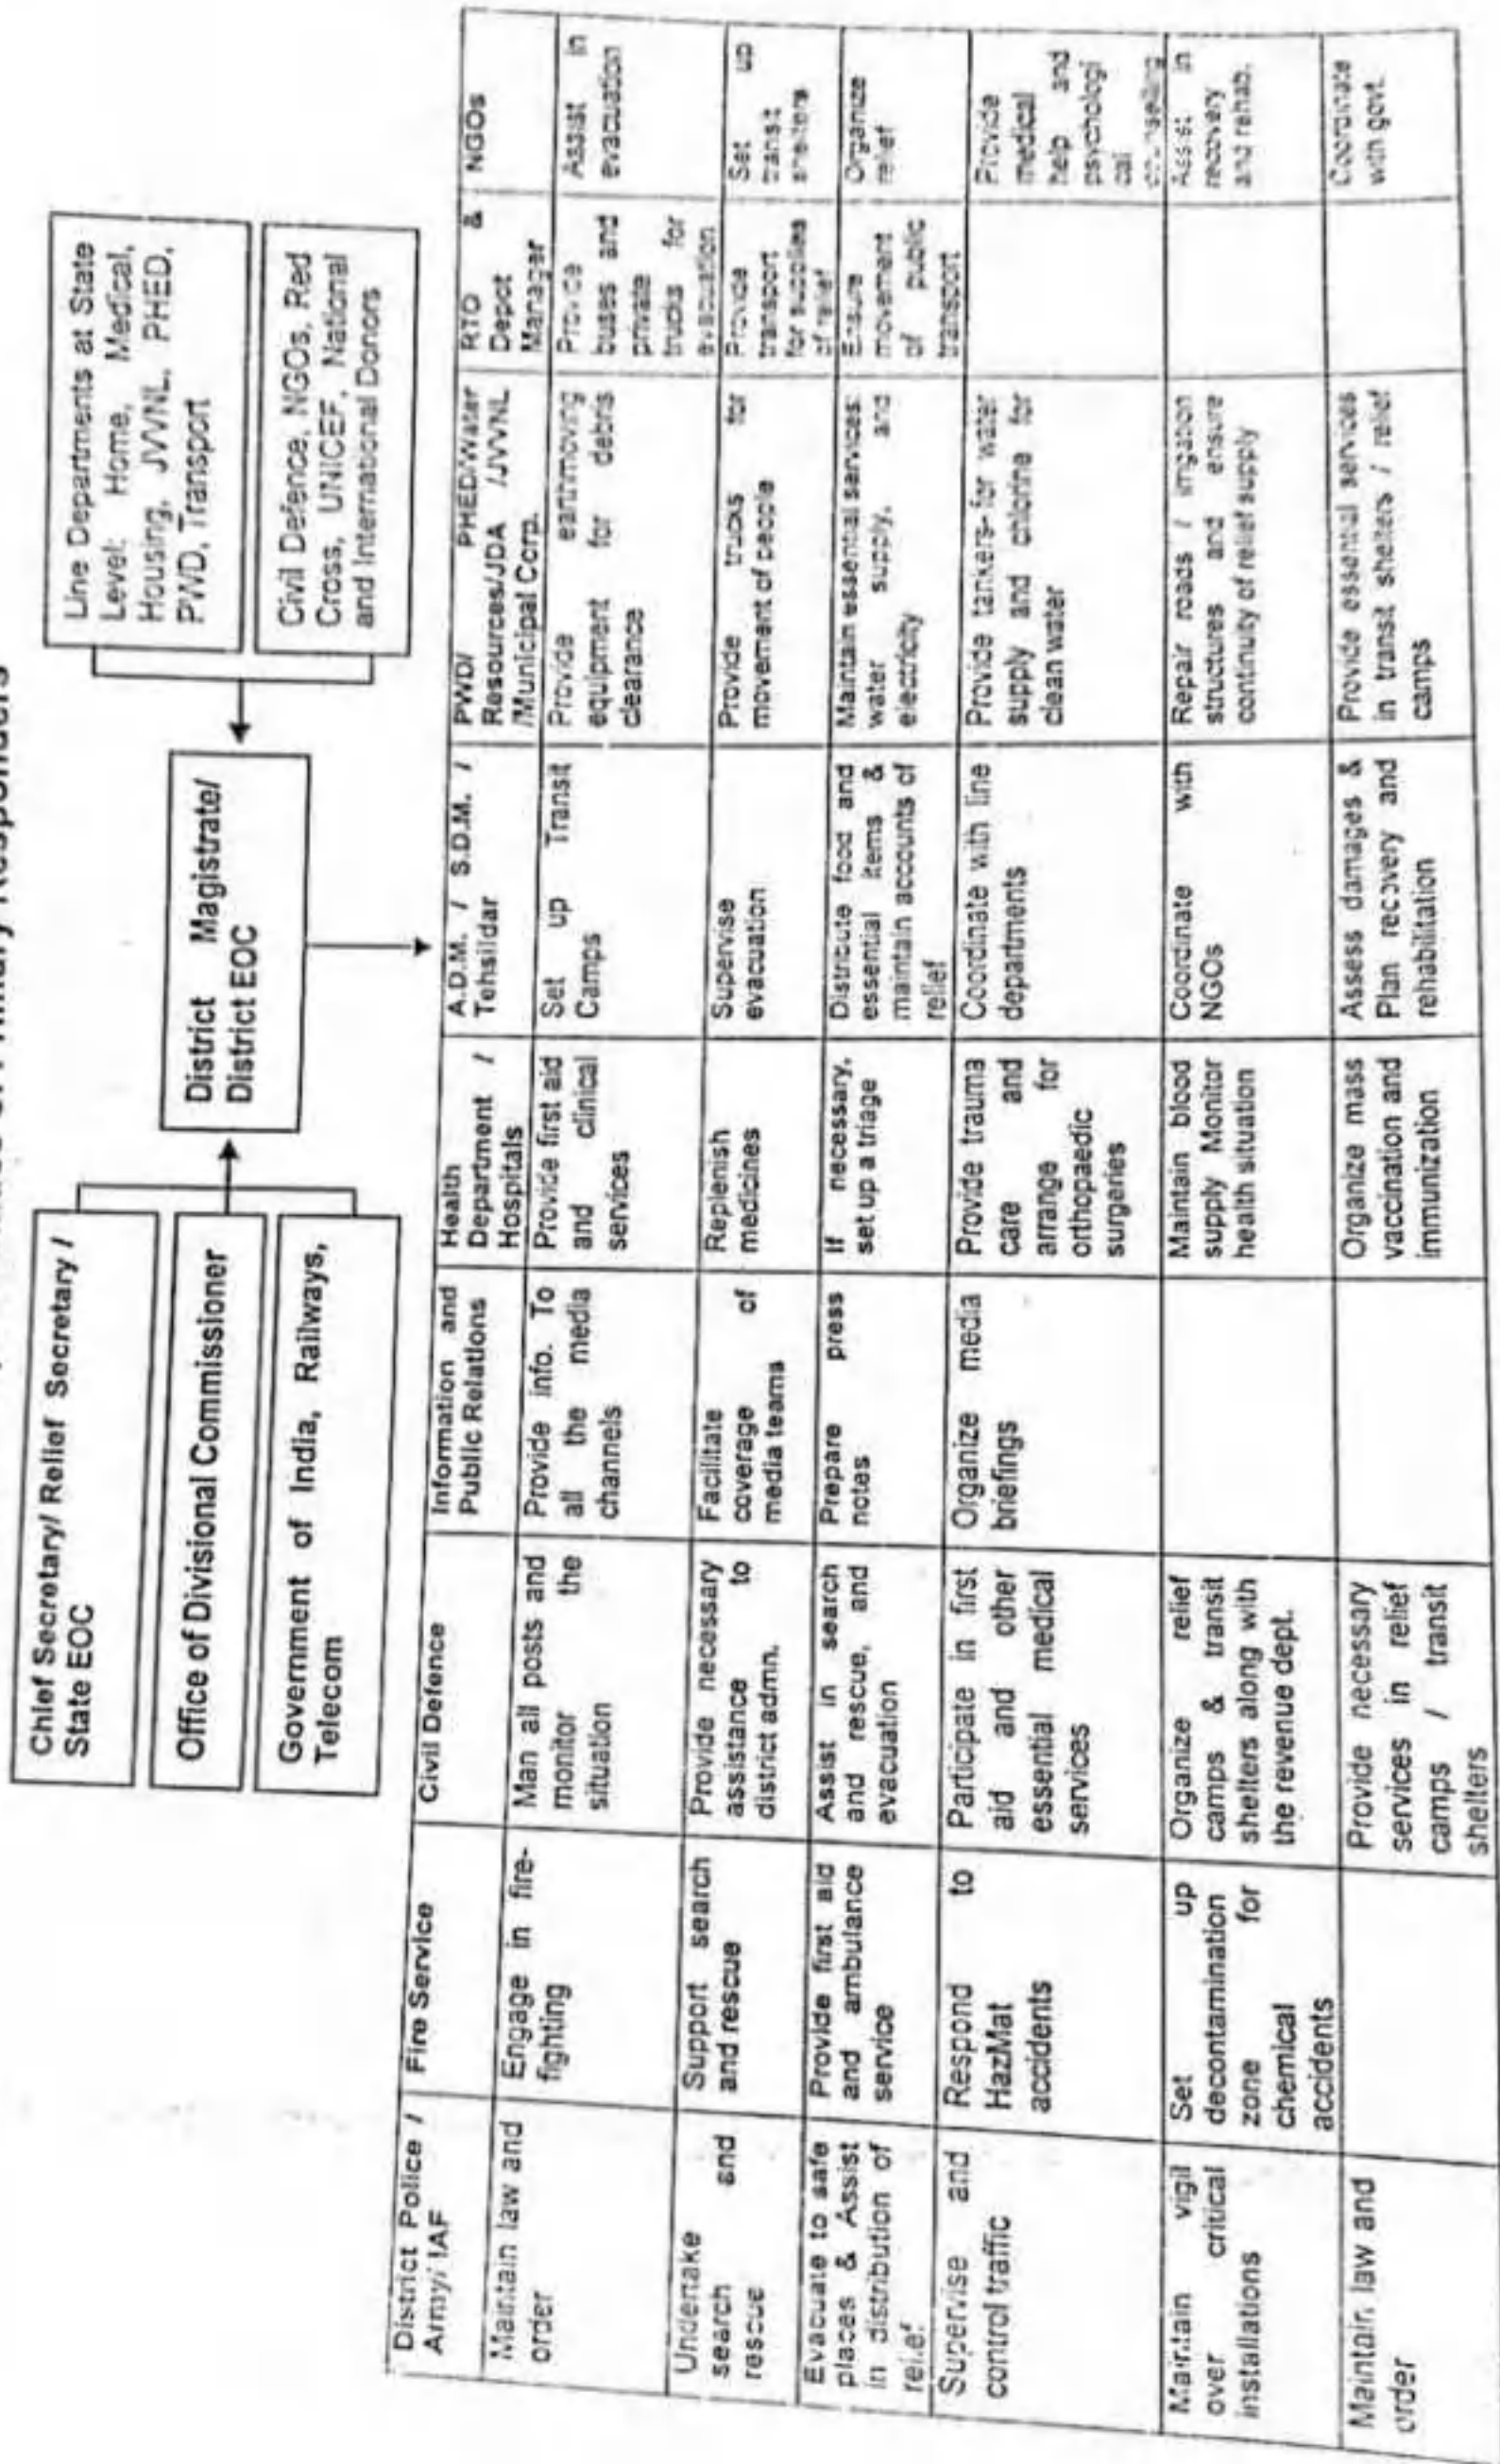 Primary Responders
Chief Secretary/ Relief Secretary /
State EOC
Office of Divisional Commissioner
Government of India, Railways,
Telecom
District Magistrate/
District EOC
Line Departments at State
Level: Home, Medical,
Housing, JVVNL, PHED,
PWD, Transport
Civil Defence, NGOs, Red
Cross, UNICEF, National
and International Donors
District Police /
Army/ IAF
Fire Service
Civil Defence
Information and
Public Relations
Health
Department /
Hospitals
A.D.M. / S.D.M. /
Tehsildar
PWD/ PHED/Water
Resources/JDA /JVVNL
/Municipal Corp.
RTO &
Depot
Manager
NGOs
Maintain law and
order
Engage in fire-
fighting
Man all posts and
monitor the
situation
Provide info. To
all the media
channels
Provide first aid
and clinical
services
Set up Transit
Camps
Provide earthmoving
equipment for debris
clearance
Provide
buses and
private
trucks for
evacuation
Assist in
evacuation
Undertake
search and
rescue
Support search
and rescue
Provide necessary
assistance to
district admn.
Facilitate
coverage of
media teams
Replenish
medicines
Supervise
evacuation
Provide trucks for
movement of people
Provide
transport
for supplies
of relief
Set up
transit
shelters
Evacuate to safe
places & Assist
in distribution of
relief
Provide first aid
and ambulance
service
Assist in search
and rescue, and
evacuation
Prepare press
notes
If necessary,
set up a triage
Distribute food and
essential items &
maintain accounts of
relief
Maintain essential services:
water supply, and
electricity
Ensure
movement
of public
transport
Organize
relief
Supervise and
control traffic
Respond to
HazMat
accidents
Participate in first
aid and other
essential medical
services
Organize media
briefings
Provide trauma
care and
arrange for
orthopaedic
surgeries
Coordinate with line
departments
Provide tankers- for water
supply and chlorine for
clean water
Provide
medical
help and
psychologi
cal
counselling
Maintain vigil
over critical
installations
Set up
decontamination
zone for
chemical
accidents
Organize relief
camps & transit
shelters along with
the revenue dept.
Maintain blood
supply Monitor
health situation
Coordinate with
NGOs
Repair roads / irrigation
structures and ensure
continuity of relief supply
Assist in
recovery
and rehab.
Maintain law and
order
Provide necessary
services in relief
camps / transit
shelters
Organize mass
vaccination and
immunization
Assess damages &
Plan recovery and
rehabilitation
Provide essential services
in transit shelters / relief
camps
Coordinate
with govt.